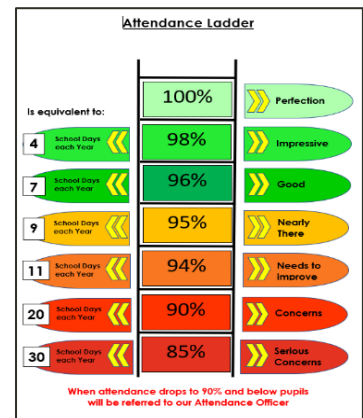 Attendance Ladder
100%
Perfection
Is equivalent to:
4 School Days each Year 98% Impressive
7 School Days each Year 96% Good
9 School Days each Year 95% Nearly There
11 School Days each Year 94% Needs to improve
20 School Days each Year 90% Concerns
30 School Days each Year 85% Serious Concerns
When attendance drops to 90% and below pupils
will be referred to our Attendance Officer